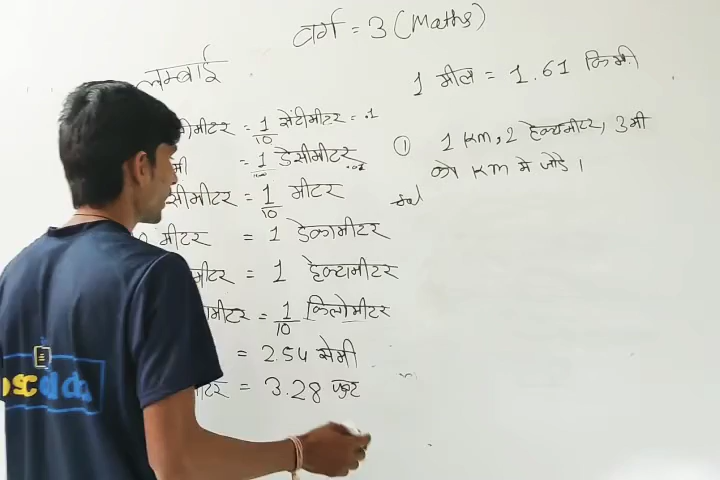 वर्ग = 3 (Maths)
लम्बाई
मीटर = 1/10 सेंटीमीटर = .1
मी = 1/10 डेसीमीटर
सीमीटर = 1/10 मीटर
मीटर = 1 डेकामीटर
मीटर = 1 हेक्टामीटर
मीटर = 1/10 किलोमीटर
= 2.54 सेमी
टर = 3.28 फुट
1 मील = 1.61 किमी
① 1 Km, 2 हेक्टामीटर, 3 मी
को Km में जोड़े ।